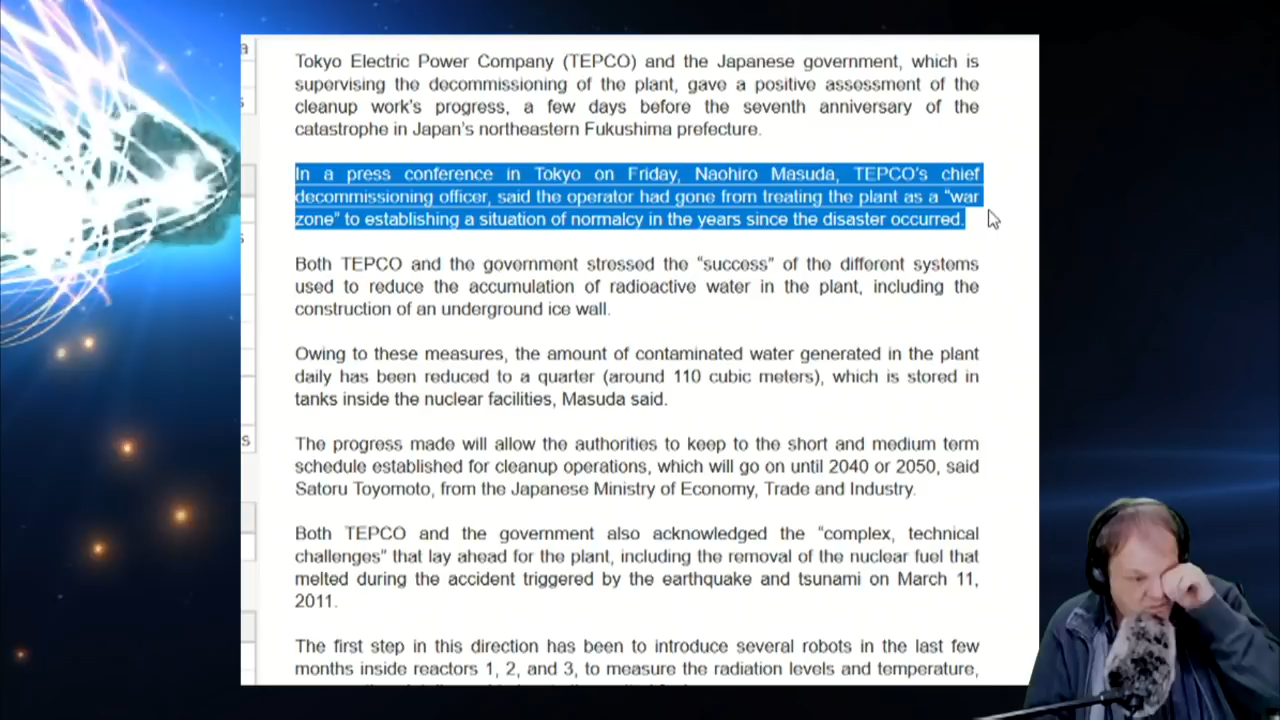 Tokyo Electric Power Company (TEPCO) and the Japanese government, which is
supervising the decommissioning of the plant, gave a positive assessment of the
cleanup work's progress, a few days before the seventh anniversary of the
catastrophe in Japan's northeastern Fukushima prefecture.
In a press conference in Tokyo on Friday, Naohiro Masuda, TEPCO's chief
decommissioning officer, said the operator had gone from treating the plant as a “war
zone” to establishing a situation of normalcy in the years since the disaster occurred.
Both TEPCO and the government stressed the “success” of the different systems
used to reduce the accumulation of radioactive water in the plant, including the
construction of an underground ice wall.
Owing to these measures, the amount of contaminated water generated in the plant
daily has been reduced to a quarter (around 110 cubic meters), which is stored in
tanks inside the nuclear facilities, Masuda said.
The progress made will allow the authorities to keep to the short and medium term
schedule established for cleanup operations, which will go on until 2040 or 2050, said
Satoru Toyomoto, from the Japanese Ministry of Economy, Trade and Industry.
Both TEPCO and the government also acknowledged the “complex, technical
challenges” that lay ahead for the plant, including the removal of the nuclear fuel that
melted during the accident triggered by the earthquake and tsunami on March 11,
2011.
The first step in this direction has been to introduce several robots in the last few
months inside reactors 1, 2, and 3, to measure the radiation levels and temperature,